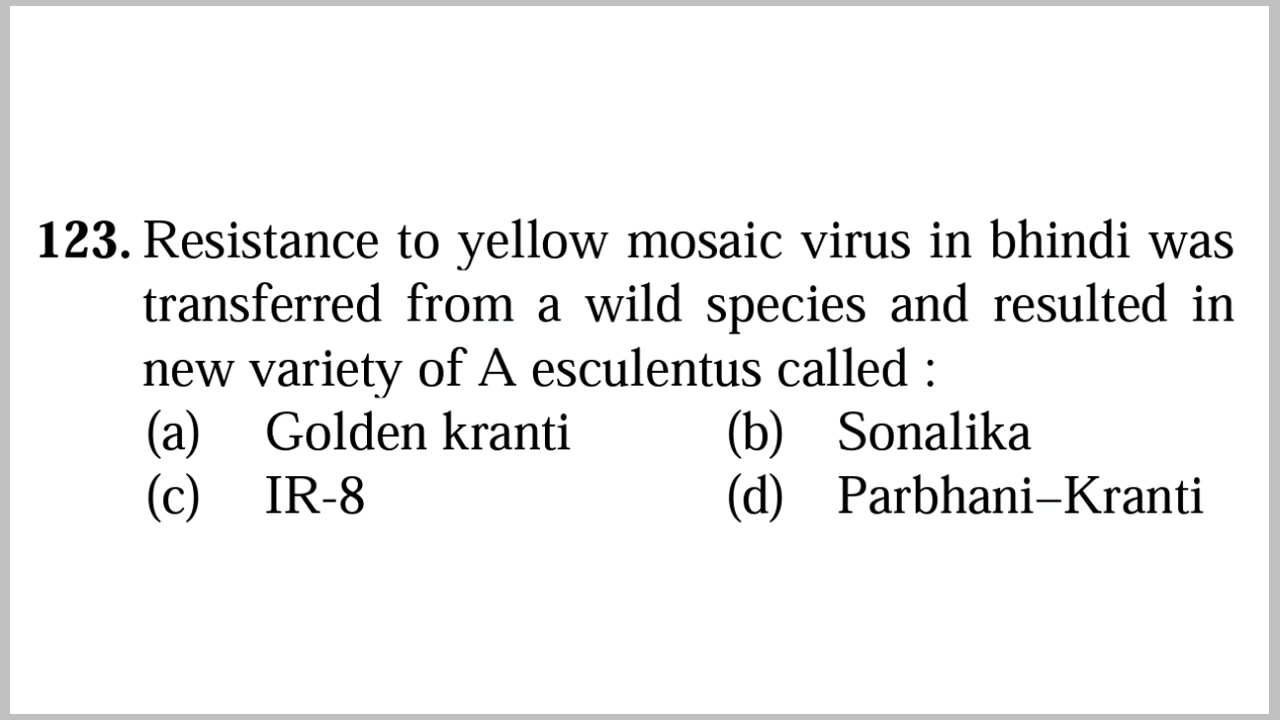 123. Resistance to yellow mosaic virus in bhindi was
transferred from a wild species and resulted in
new variety of A esculentus called :
(a) Golden kranti (b) Sonalika
(c) IR-8 (d) Parbhani–Kranti